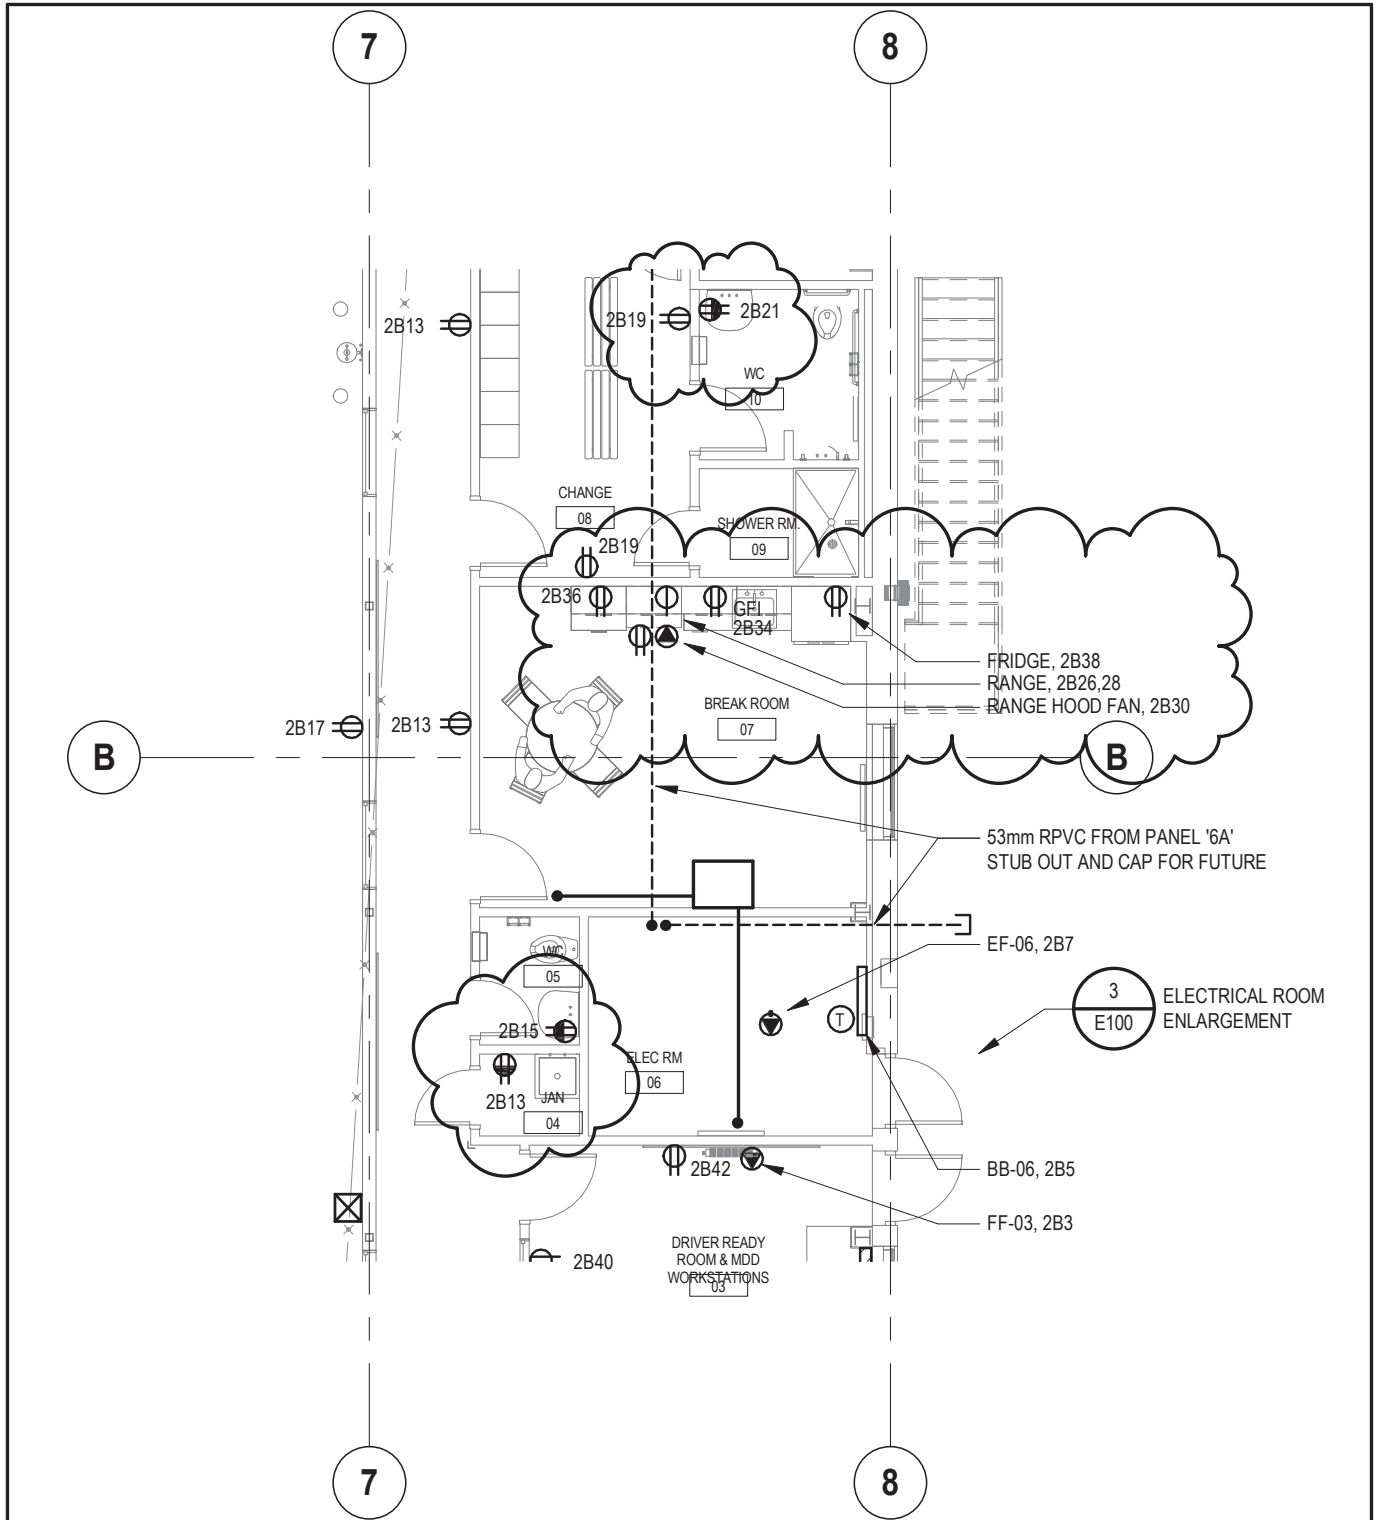 7
8
2B13
2B19
2B21
WC
10
CHANGE
08
SHOWER RM.
09
2B19
2B36
GFI
2B34
FRIDGE, 2B38
RANGE, 2B26,28
RANGE HOOD FAN, 2B30
BREAK ROOM
07
2B17
2B13
B
B
53mm RPVC FROM PANEL '6A'
STUB OUT AND CAP FOR FUTURE
EF-06, 2B7
WC
05
3
E100
ELECTRICAL ROOM
ENLARGEMENT
T
2B15
ELEC RM
06
2B13
JAN
04
2B42
BB-06, 2B5
FF-03, 2B3
DRIVER READY
ROOM & MDD
WORKSTATIONS
03
2B40
7
8